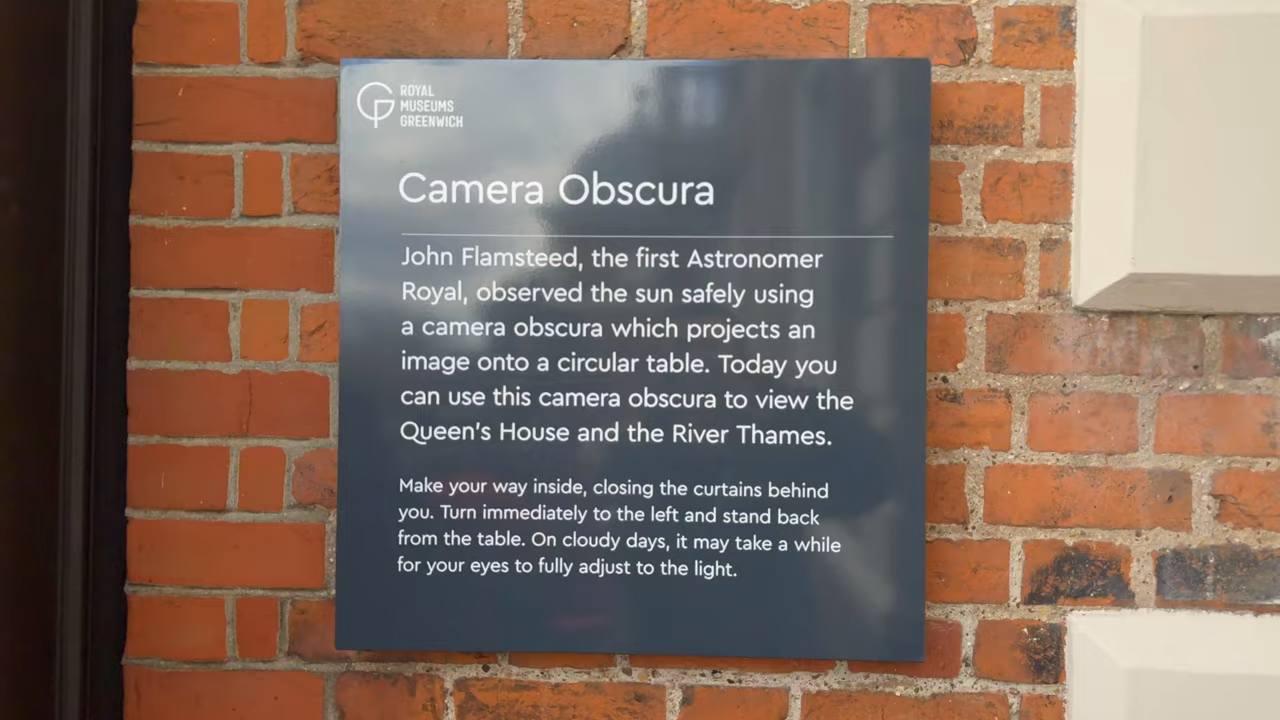 ROYAL
MUSEUMS
GREENWICH
Camera Obscura
John Flamsteed, the first Astronomer
Royal, observed the sun safely using
a camera obscura which projects an
image onto a circular table. Today you
can use this camera obscura to view the
Queen's House and the River Thames.
Make your way inside, closing the curtains behind
you. Turn immediately to the left and stand back
from the table. On cloudy days, it may take a while
for your eyes to fully adjust to the light.